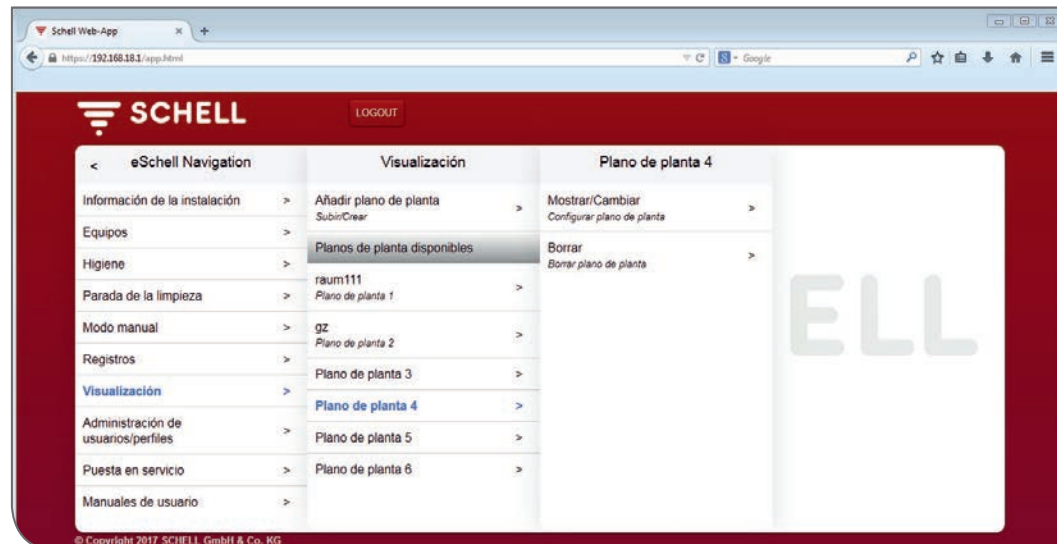 Schell Web-App
https://192.168.18.1/app.html
Google
SCHELL
LOGOUT
< eSchell Navigation
Información de la instalación >
Equipos >
Higiene >
Parada de la limpieza >
Modo manual >
Registros >
Visualización >
Administración de
usuarios/perfiles >
Puesta en servicio >
Manuales de usuario >
Visualización
Añadir plano de planta >
Subir/Crear
Planos de planta disponibles
raum111 >
Plano de planta 1
gz >
Plano de planta 2
Plano de planta 3 >
Plano de planta 4 >
Plano de planta 5 >
Plano de planta 6 >
Plano de planta 4
Mostrar/Cambiar >
Configurar plano de planta
Borrar >
Borrar plano de planta
ELL
© Copyright 2017 SCHELL GmbH & Co. KG